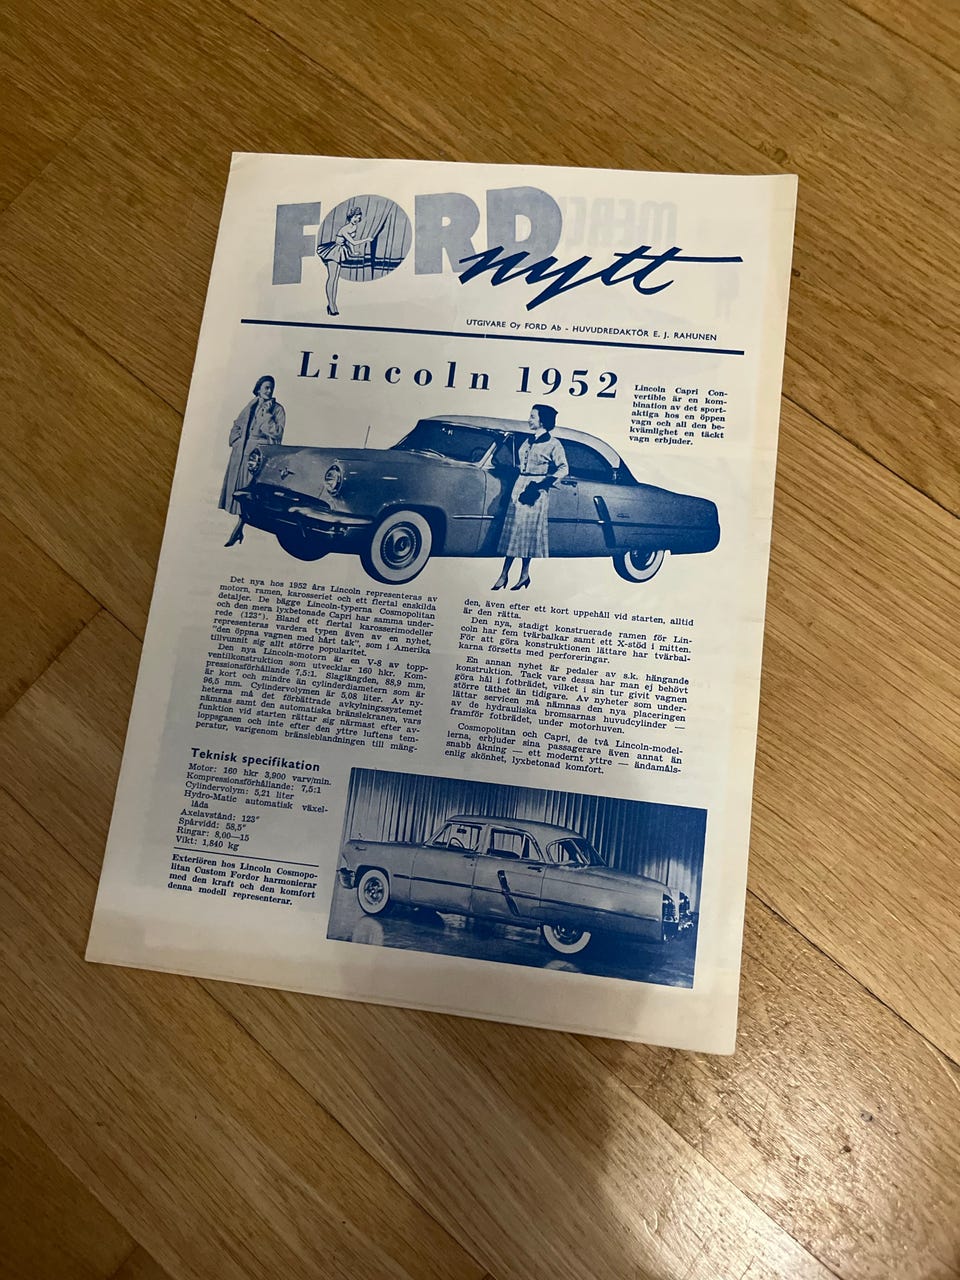 FORD
nytt
UTGIVARE Oy FORD Ab - HUVUDREDAKTÖR E. J. RAHUNEN
Lincoln 1952
Lincoln Capri Con-
vertible är en kom-
bination av det sport-
aktiga hos en öppen
vagn och all den be-
kvämlighet en täckt
vagn erbjuder.
Det nya hos 1952 års Lincoln representeras av
motorn, ramen, karosseriet och ett flertal enskilda
detaljer. De bägge Lincoln-typerna Cosmopolitan
och den mera lyxbetonade Capri har samma under-
rede (123"). Bland ett flertal karosserimodeller
representeras vardera typen även av en nyhet,
"den öppna vagnen med hårt tak", som i Amerika
tillvunnit sig allt större popularitet.
Den nya Lincoln-motorn är en V-8 av topp-
ventilkonstruktion som utvecklar 160 hkr. Kom-
pressionsförhållande 7,5:1. Slaglängden, 88,9 mm,
är kort och mindre än cylinderdiametern som är
96,5 mm. Cylindervolymen är 5,08 liter. Av ny-
heterna må det förbättrade avkylningssystemet
nämnas samt den automatiska bränslekranen, vars
funktion vid starten rättar sig närmast efter av-
loppsgasen och inte efter den yttre luftens tem-
peratur, varigenom bränsleblandningen till mäng-
den, även efter ett kort uppehåll vid starten, alltid
är den rätta.
Den nya, stadigt konstruerade ramen för Lin-
coln har fem tvärbalkar samt ett X-stöd i mitten.
För att göra konstruktionen lättare har tvärbal-
karna försetts med perforeringar.
En annan nyhet är pedaler av s.k. hängande
konstruktion. Tack vare dessa har man ej behövt
göra hål i fotbrädet, vilket i sin tur givit vagnen
större täthet än tidigare. Av nyheter som under-
lättar servicen må nämnas den nya placeringen
av de hydrauliska bromsarnas huvudcylinder —
framför fotbrädet, under motorhuven.
Cosmopolitan och Capri, de två Lincoln-model-
lerna, erbjuder sina passagerare även annat än
snabb åkning — ett modernt yttre — ändamåls-
enlig skönhet, lyxbetonad komfort.
Teknisk specifikation
Motor: 160 hkr 3,900 varv/min.
Kompressionsförhållande: 7,5:1
Cylindervolym: 5,21 liter
Hydro-Matic automatisk växel-
låda
Axelavstånd: 123"
Spårvidd: 58,5"
Ringar: 8,00—15
Vikt: 1,840 kg
Exteriören hos Lincoln Cosmopo-
litan Custom Fordor harmonierar
med den kraft och den komfort
denna modell representerar.